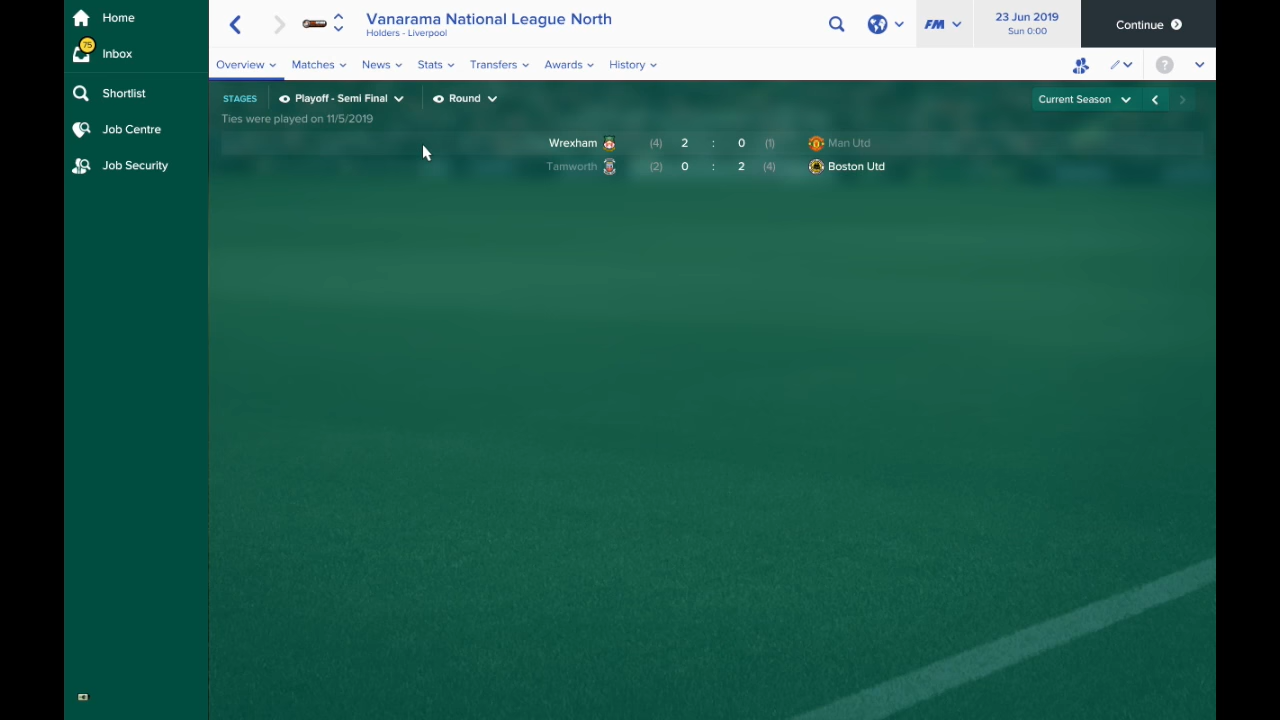 Home
75
Inbox
Shortlist
Job Centre
Job Security
Vanarama National League North
Holders - Liverpool
FM
23 Jun 2019
Sun 0:00
Continue
Overview Matches News Stats Transfers Awards History
?
STAGES Playoff - Semi Final Round Current Season
Ties were played on 11/5/2019
Wrexham (4) 2 : 0 (1) Man Utd
Tamworth (2) 0 : 2 (4) Boston Utd